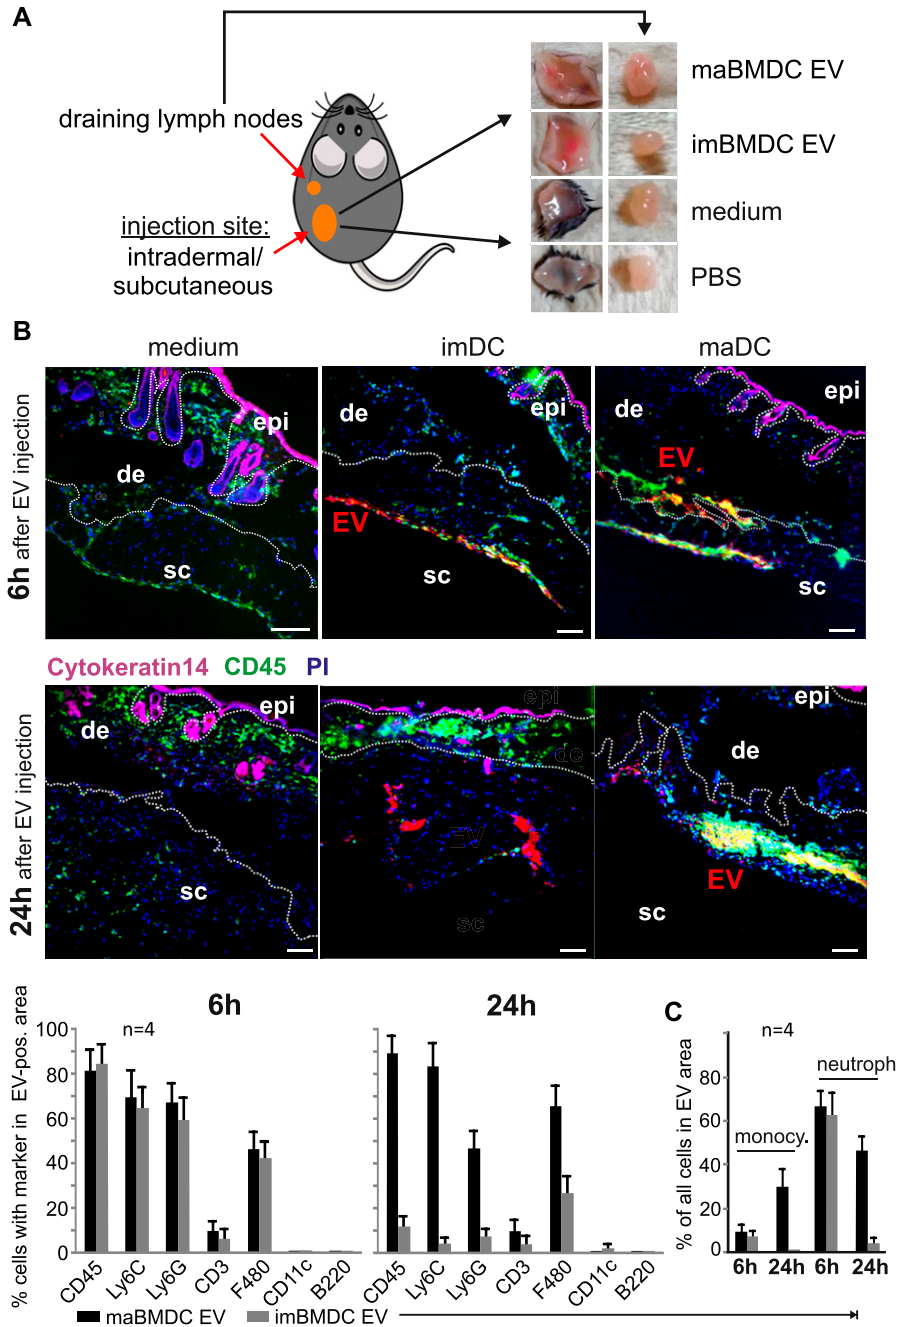 A
draining lymph nodes
injection site:
intradermal/
subcutaneous
maBMDC EV
imBMDC EV
medium
PBS
B
medium
imDC
maDC
6h after EV injection
epi
de
de
sc
de
epi
EV
sc
de
epi
EV
sc
Cytokeratin14 CD45 PI
24h after EV injection
epi
de
sc
epi
de
EV
sc
epi
de
EV
sc
% cells with marker in EV-pos. area
6h
n=4
100
80
60
40
20
0
CD45
Ly6C
Ly6G
CD3
F480
CD11c
B220
24h
CD45
Ly6C
Ly6G
CD3
F480
CD11c
B220
maBMDC EV
imBMDC EV
C
% of all cells in EV area
n=4
neutroph
monocy.
80
60
40
20
0
6h
24h
6h
24h